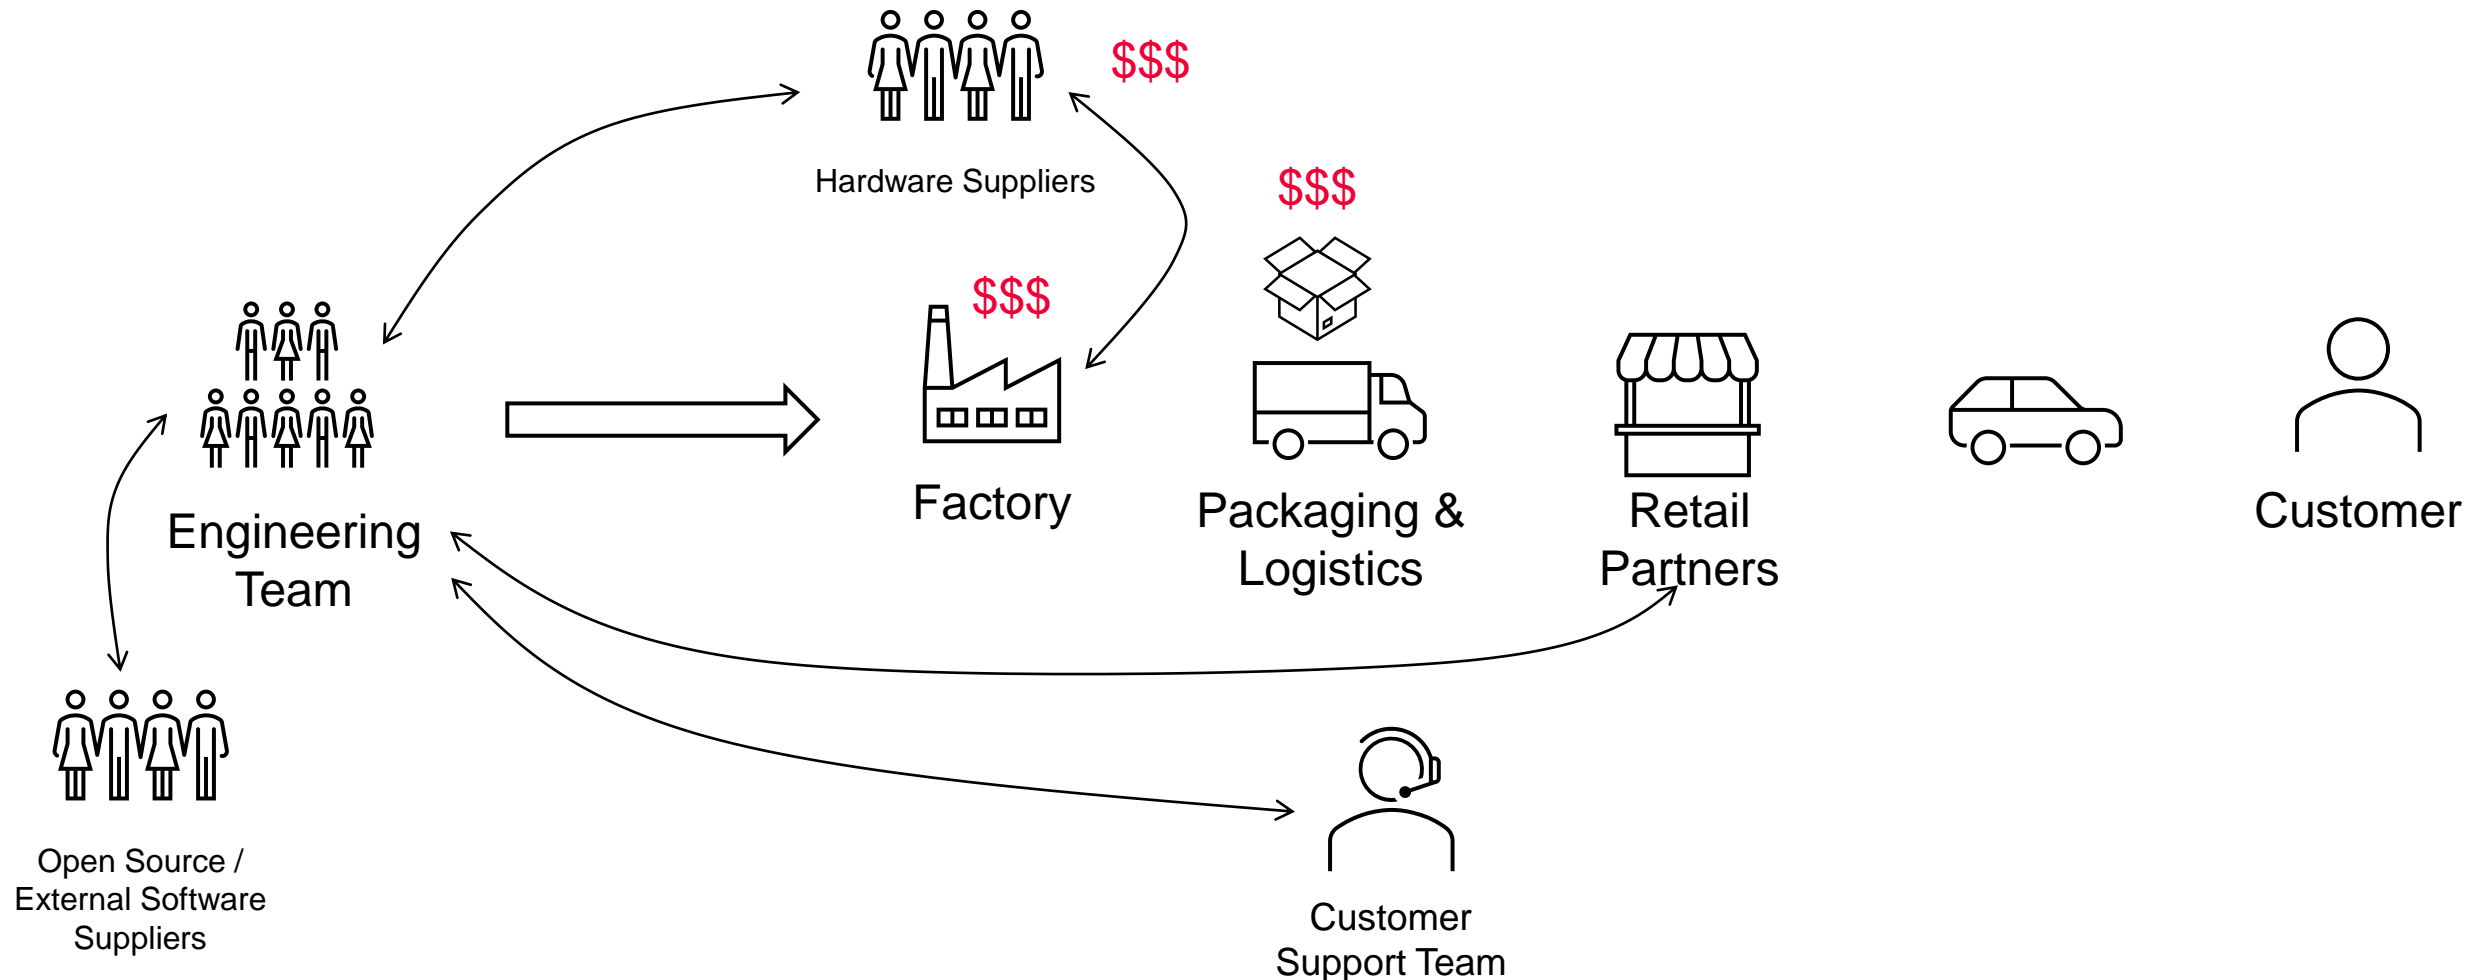 $$$
Hardware Suppliers
$$$
$$$
Engineering
Team
Factory
Packaging &
Logistics
Retail
Partners
Customer
Open Source /
External Software
Suppliers
Customer
Support Team